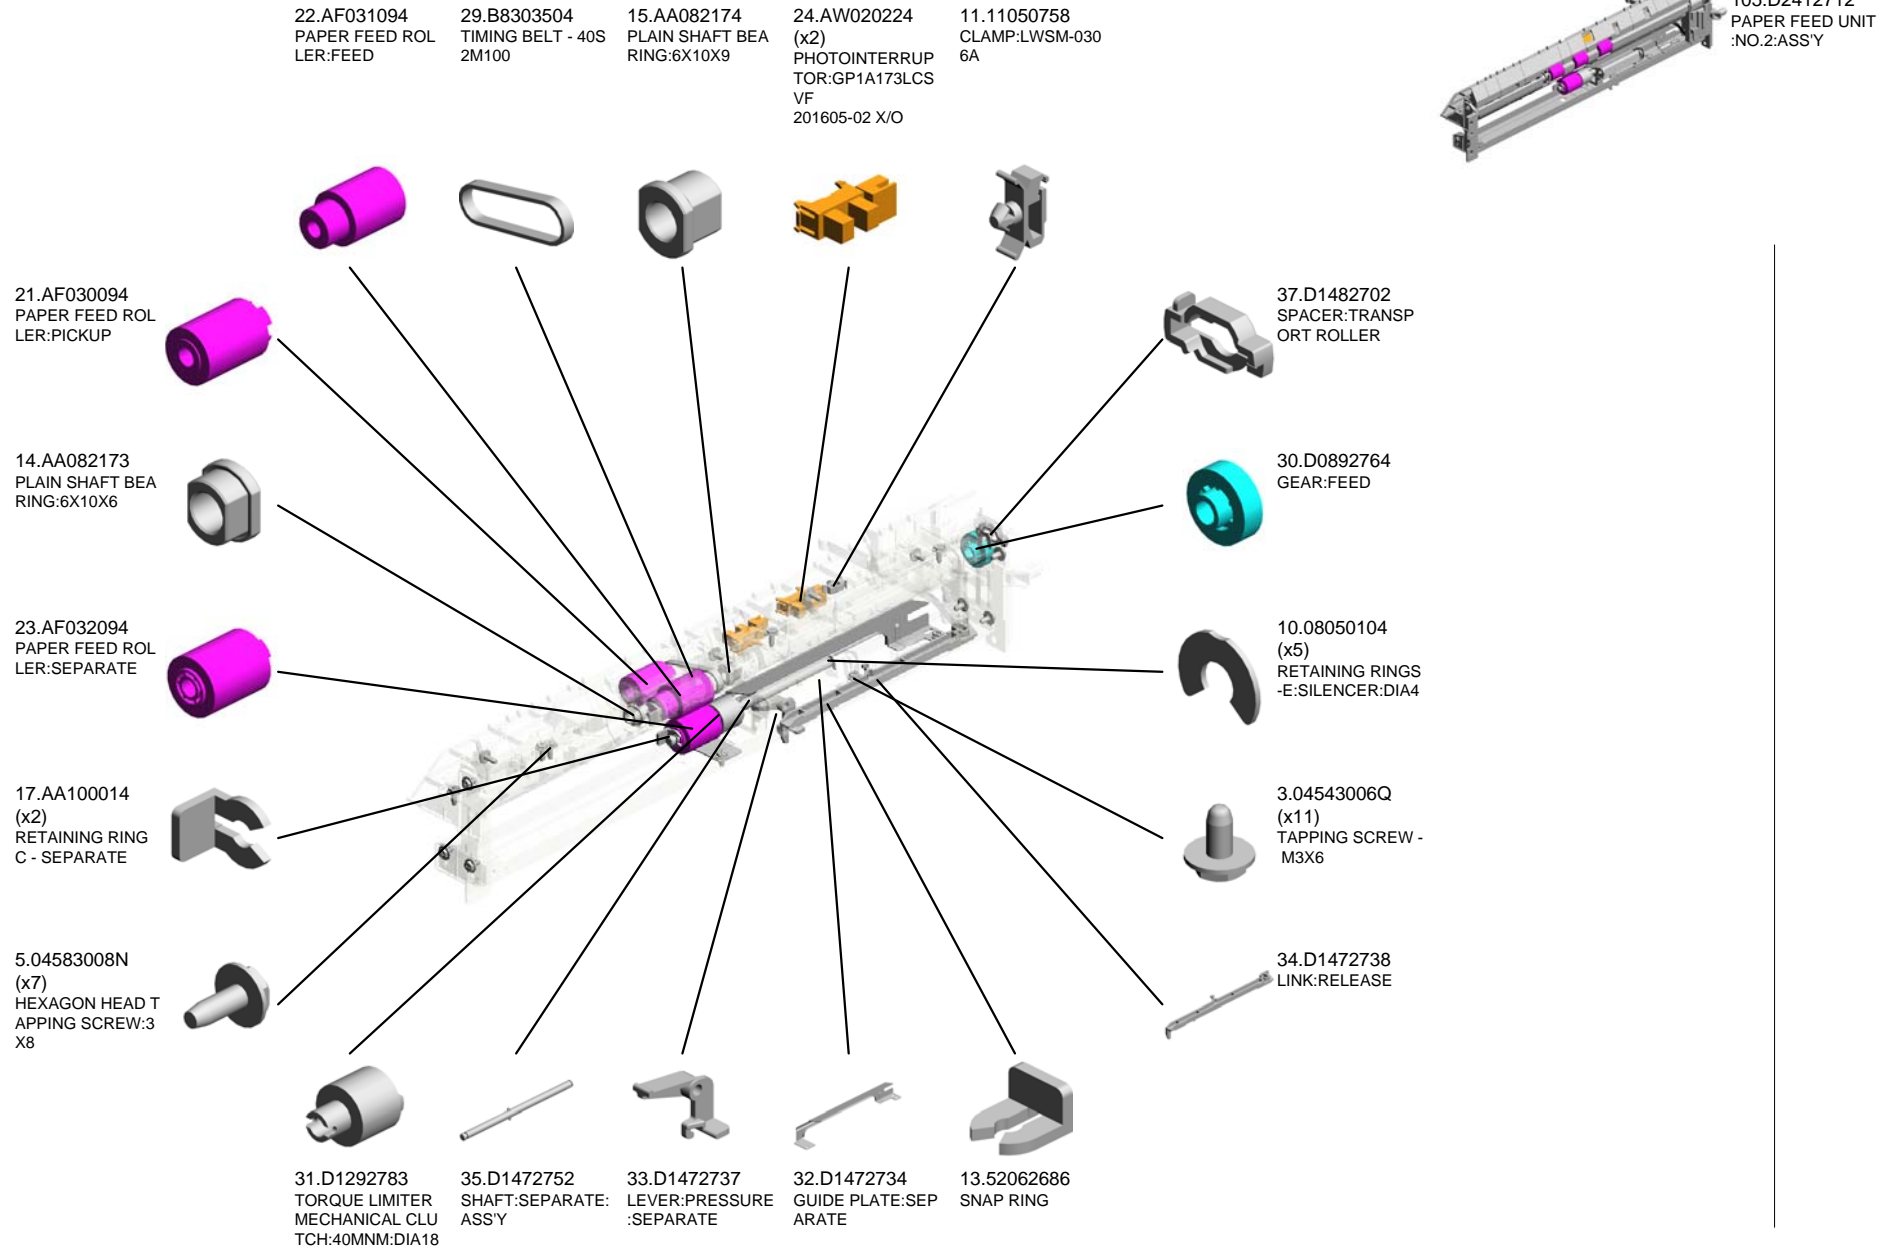 22.AF031094
PAPER FEED ROL
LER:FEED
29.B8303504
TIMING BELT - 40S
2M100
15.AA082174
PLAIN SHAFT BEA
RING:6X10X9
24.AW020224
(x2)
PHOTOINTERRUP
TOR:GP1A173LCS
VF
201605-02 X/O
11.11050758
CLAMP:LWSM-030
6A
103.D2412712
PAPER FEED UNIT
:NO.2:ASS'Y
21.AF030094
PAPER FEED ROL
LER:PICKUP
37.D1482702
SPACER:TRANSP
ORT ROLLER
14.AA082173
PLAIN SHAFT BEA
RING:6X10X6
30.D0892764
GEAR:FEED
23.AF032094
PAPER FEED ROL
LER:SEPARATE
10.08050104
(x5)
RETAINING RINGS
-E:SILENCER:DIA4
17.AA100014
(x2)
RETAINING RING
C - SEPARATE
3.04543006Q
(x11)
TAPPING SCREW -
M3X6
5.04583008N
(x7)
HEXAGON HEAD T
APPING SCREW:3
X8
34.D1472738
LINK:RELEASE
31.D1292783
TORQUE LIMITER
MECHANICAL CLU
TCH:40MNM:DIA18
35.D1472752
SHAFT:SEPARATE:
ASS'Y
33.D1472737
LEVER:PRESSURE
:SEPARATE
32.D1472734
GUIDE PLATE:SEP
ARATE
13.52062686
SNAP RING